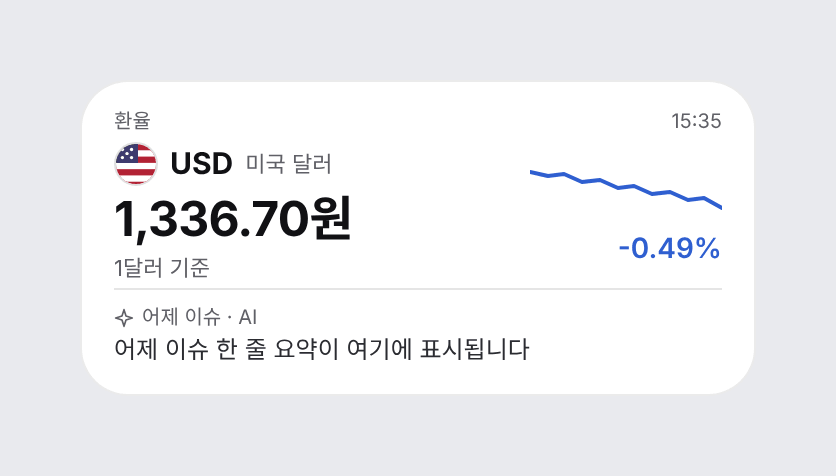 환율
15:35
USD 미국 달러
1,336.70원
-0.49%
1달러 기준
어제 이슈 · AI
어제 이슈 한 줄 요약이 여기에 표시됩니다